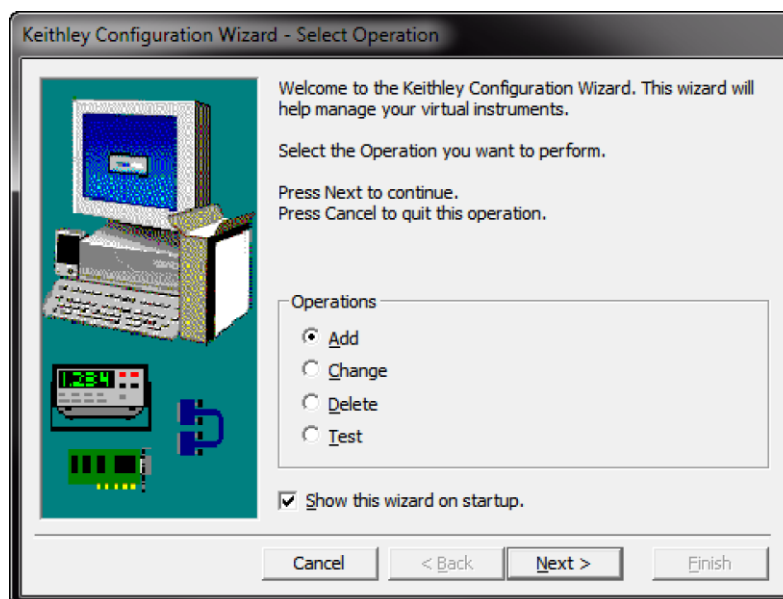 Keithley Configuration Wizard - Select Operation
Welcome to the Keithley Configuration Wizard. This wizard will
help manage your virtual instruments.
Select the Operation you want to perform.
Press Next to continue.
Press Cancel to quit this operation.
Operations
Add
Change
Delete
Test
1.234
Show this wizard on startup.
Cancel
< Back
Next >
Finish